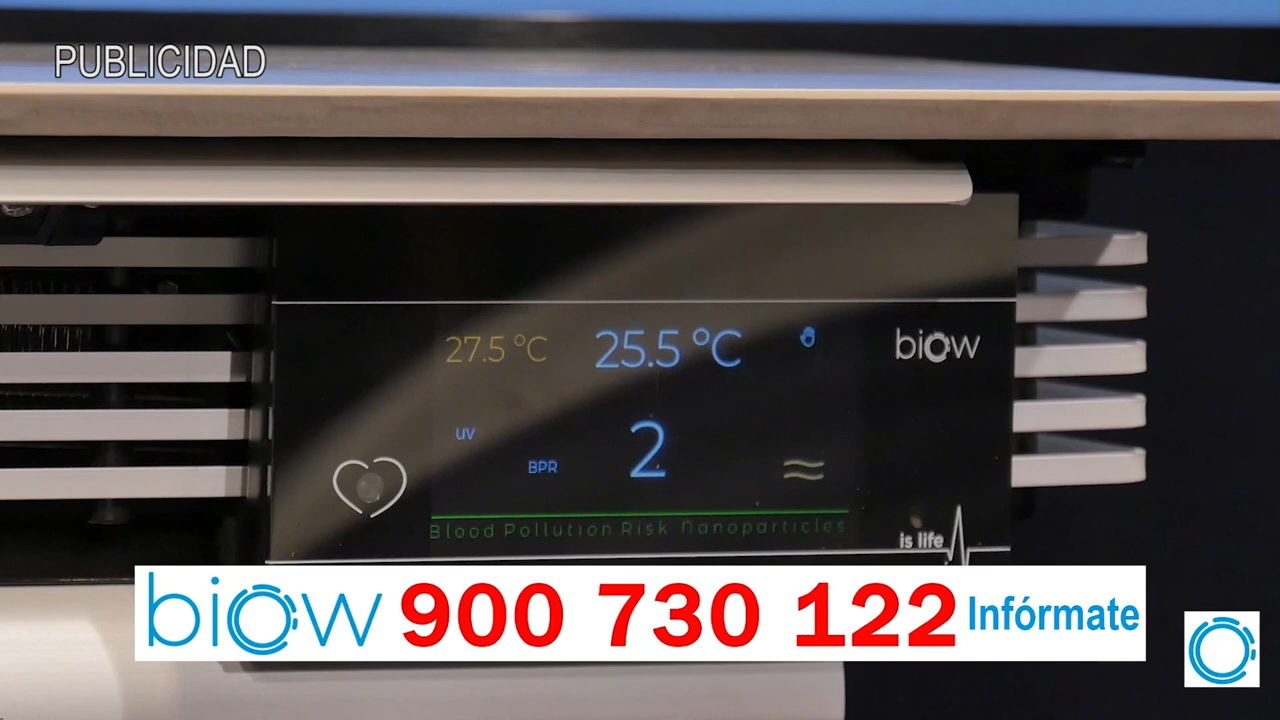 PUBLICIDAD
27.5 °C 25.5 °C
biow
UV
2
BPR
Blood Pollution Risk Nanoparticles
is life
biow 900 730 122 Infórmate